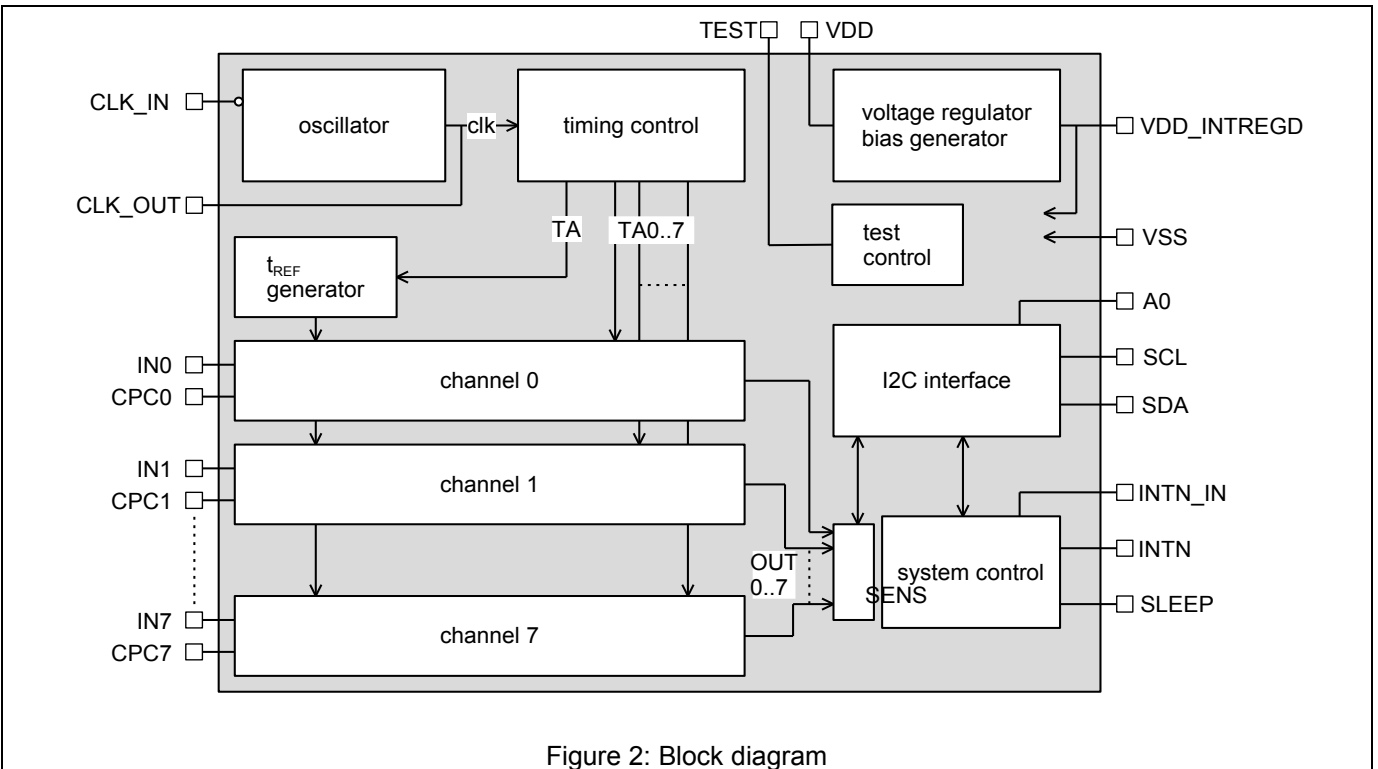 TEST
VDD
CLK_IN
oscillator
clk
timing control
voltage regulator
bias generator
VDD_INTREGD
CLK_OUT
TA
TA0..7
test
control
VSS
tREF
generator
A0
IN0
CPC0
channel 0
I2C interface
SCL
SDA
IN1
CPC1
channel 1
INTN_IN
OUT
0..7
SENS
system control
INTN
SLEEP
IN7
CPC7
channel 7
Figure 2: Block diagram